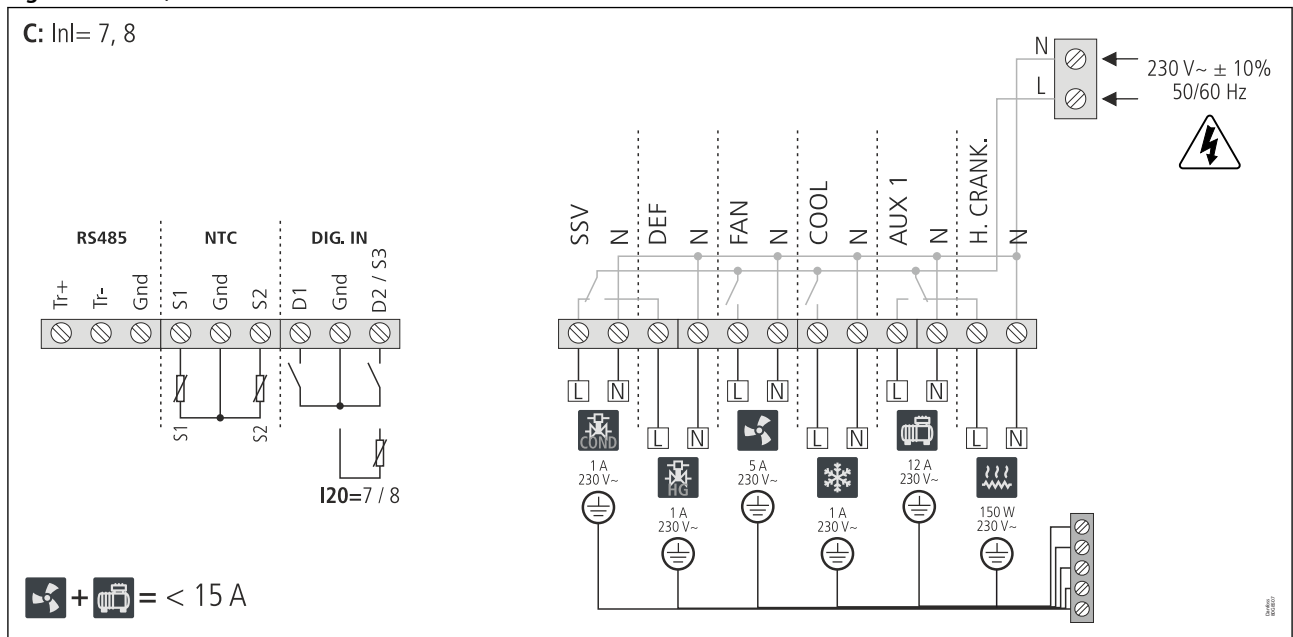 C: InI= 7, 8
N
L
230 V~ ± 10%
50/60 Hz
RS485
NTC
DIG. IN
Tr+
Tr-
Gnd
S1
Gnd
S2
D1
Gnd
D2 / S3
SSV
N
DEF
N
FAN
N
COOL
N
AUX 1
N
H. CRANK.
N
S1
S2
I20=7 / 8
L
N
L
N
L
N
COND
L
N
L
N
L
N
HG
1 A
230 V~
5 A
230 V~
12 A
230 V~
1 A
230 V~
1 A
230 V~
150 W
230 V~
+ = < 15 A
Danfoss